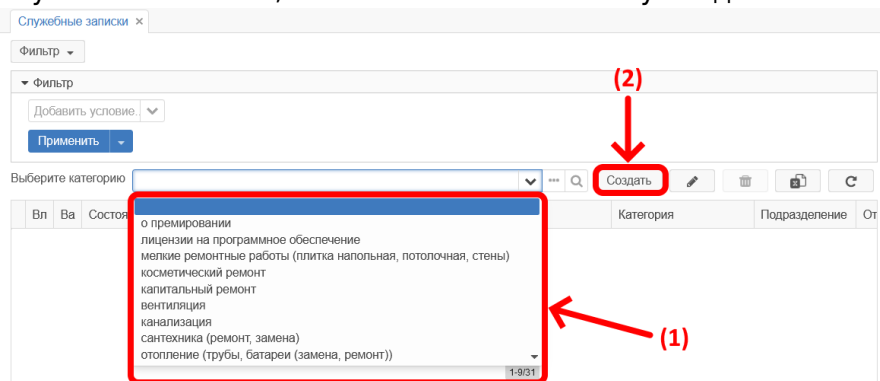 Служебные записки ×
Фильтр
Фильтр
(2)
Добавить условие..
Применить
Выберите категорию
Создать
Вл Ва Состоя Категория Подразделение От
о премировании
лицензии на программное обеспечение
мелкие ремонтные работы (плитка напольная, потолочная, стены)
косметический ремонт
капитальный ремонт
вентиляция
канализация
(1)
сантехника (ремонт, замена)
отопление (трубы, батареи (замена, ремонт))
1-9/31